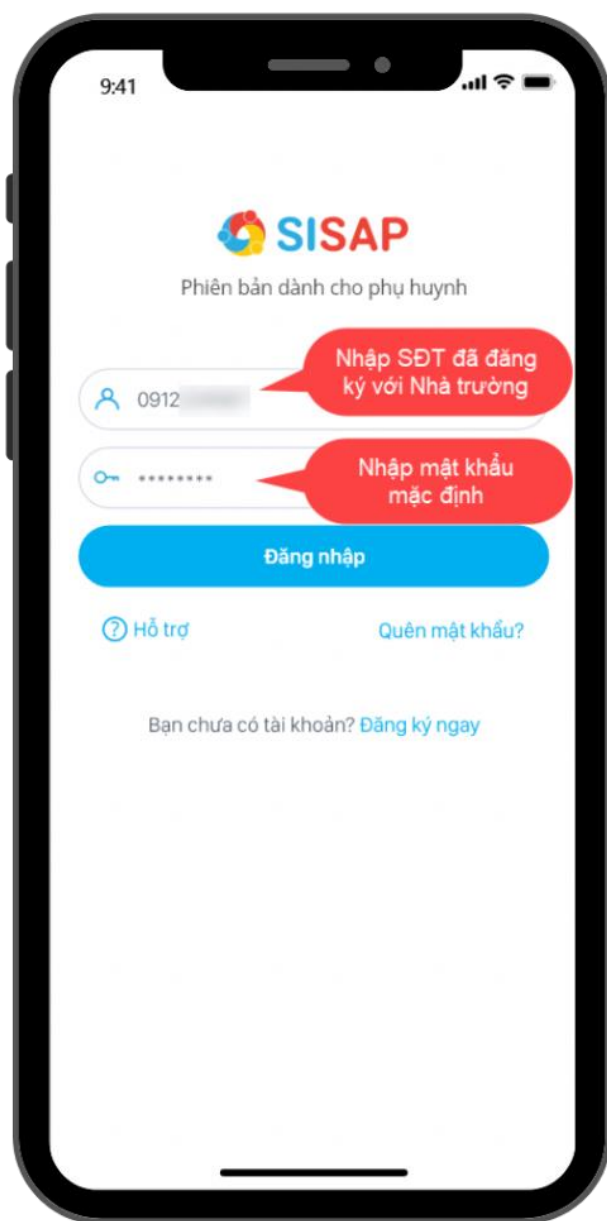 9:41
SISAP
Phiên bản dành cho phụ huynh
Nhập SĐT đã đăng
ký với Nhà trường
0912
Nhập mật khẩu
mặc định
********
Đăng nhập
? Hỗ trợ
Quên mật khẩu?
Bạn chưa có tài khoản? Đăng ký ngay